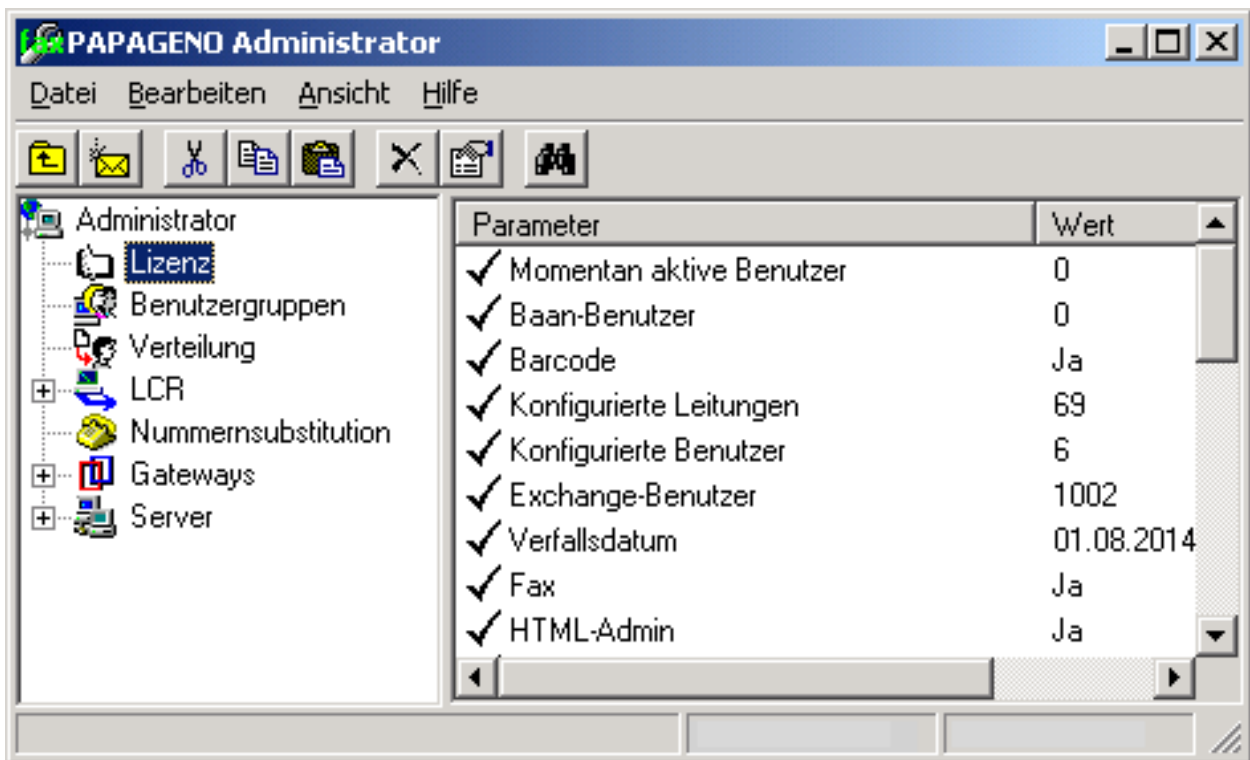 fax PAPAGENO Administrator
Datei Bearbeiten Ansicht Hilfe
Administrator
Lizenz
Benutzergruppen
Verteilung
LCR
Nummernsubstitution
Gateways
Server
Parameter Wert
Momentan aktive Benutzer 0
Baan-Benutzer 0
Barcode Ja
Konfigurierte Leitungen 69
Konfigurierte Benutzer 6
Exchange-Benutzer 1002
Verfallsdatum 01.08.2014
Fax Ja
HTML-Admin Ja